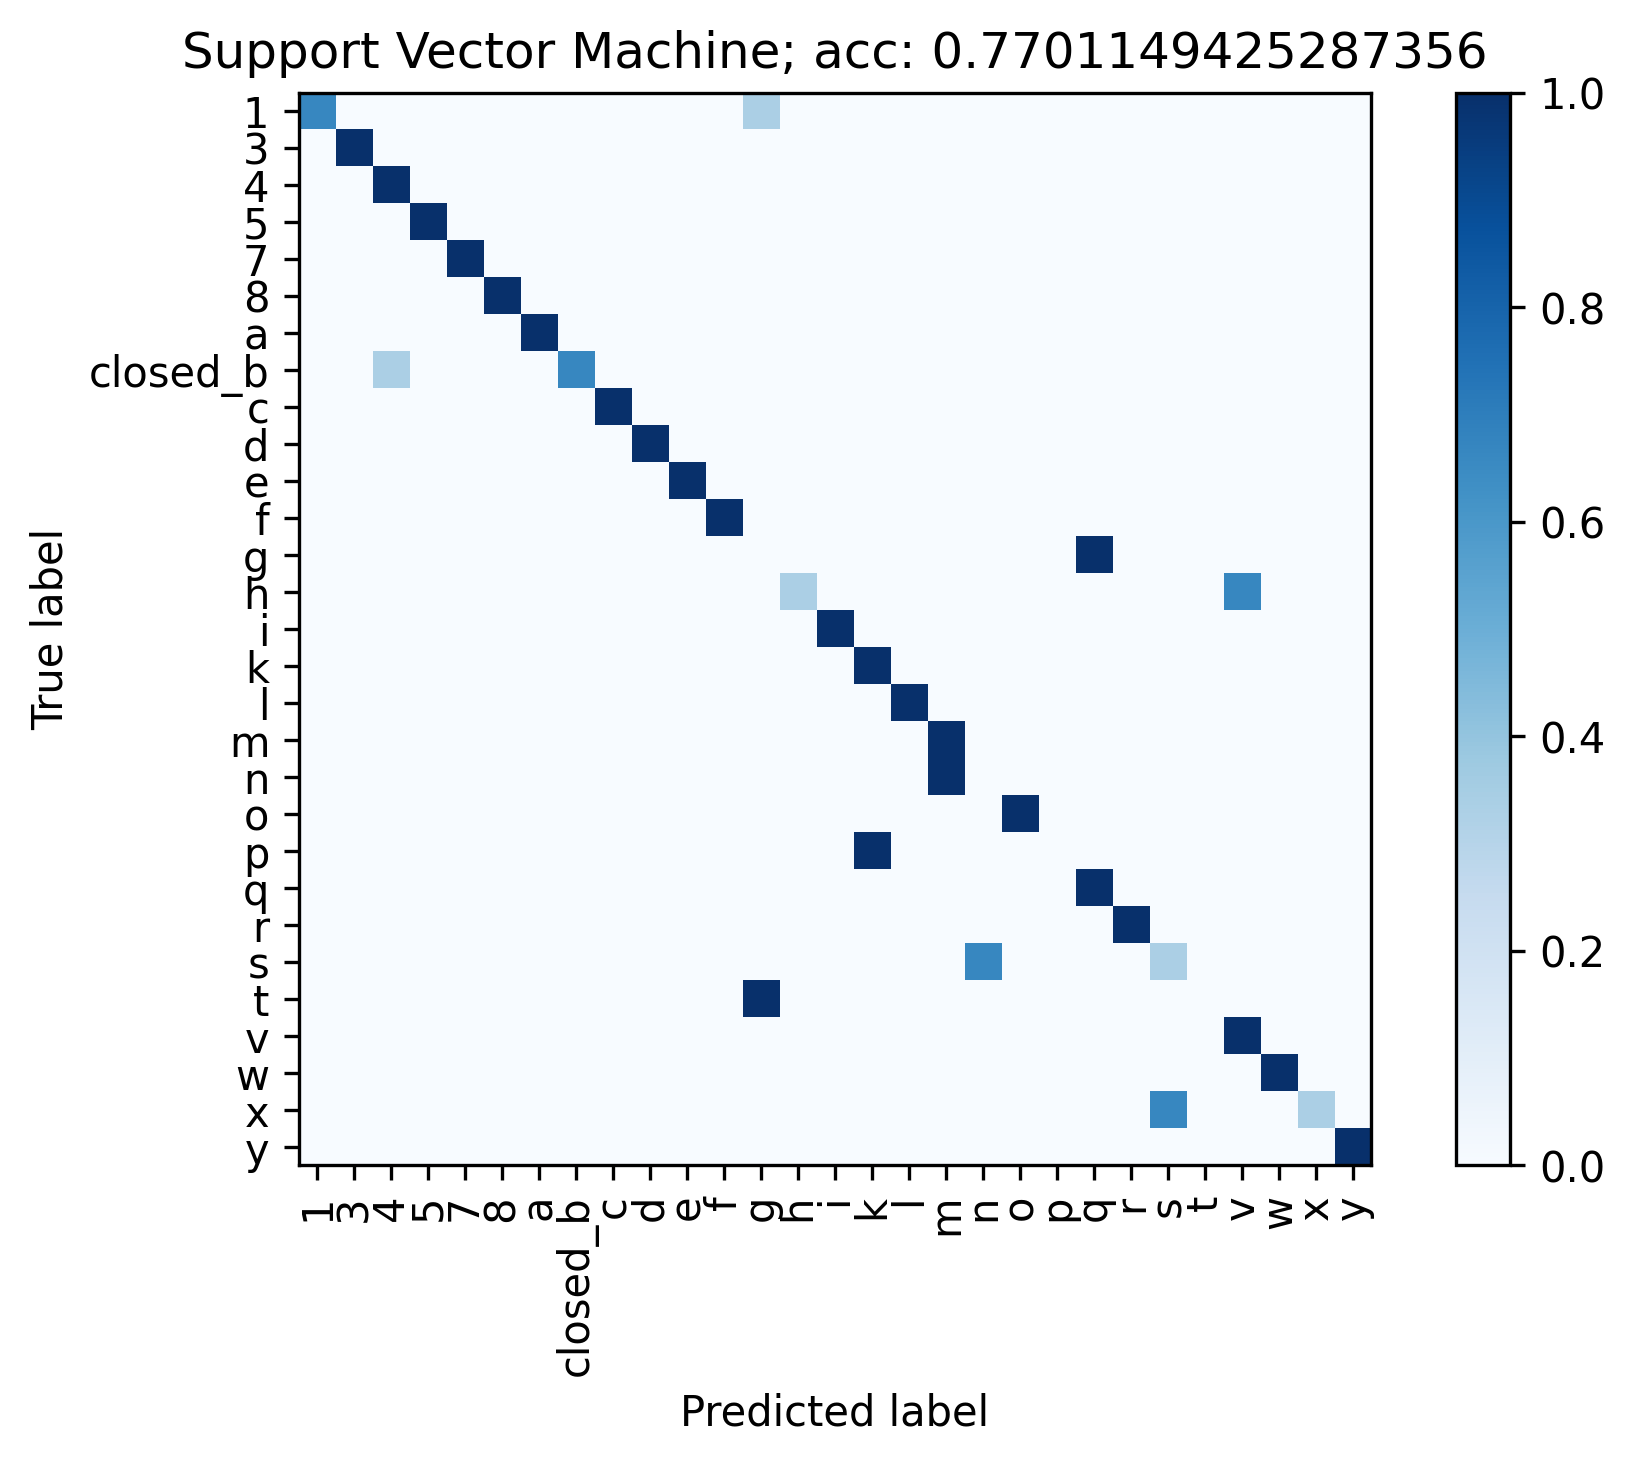 Support Vector Machine; acc: 0.7701149425287356
True label
1
3
4
5
7
8
a
closed_b
c
d
e
f
g
h
i
k
l
m
n
o
p
q
r
s
t
v
w
x
y
1 3 4 5 7 8 a closed_b c d e f g h i k l m n o p q r s t v w x y
Predicted label
1.0
0.8
0.6
0.4
0.2
0.0